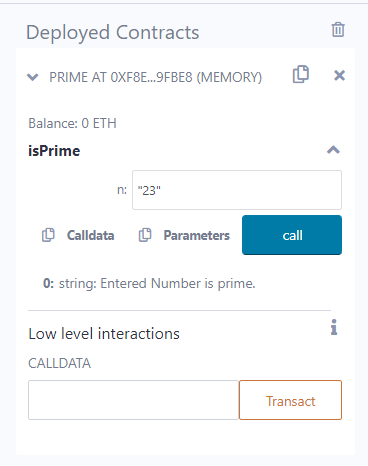 Deployed Contracts
PRIME AT 0XF8E...9FBE8 (MEMORY)
Balance: 0 ETH
isPrime
n: "23"
Calldata Parameters call
0: string: Entered Number is prime.
Low level interactions
CALLDATA
Transact